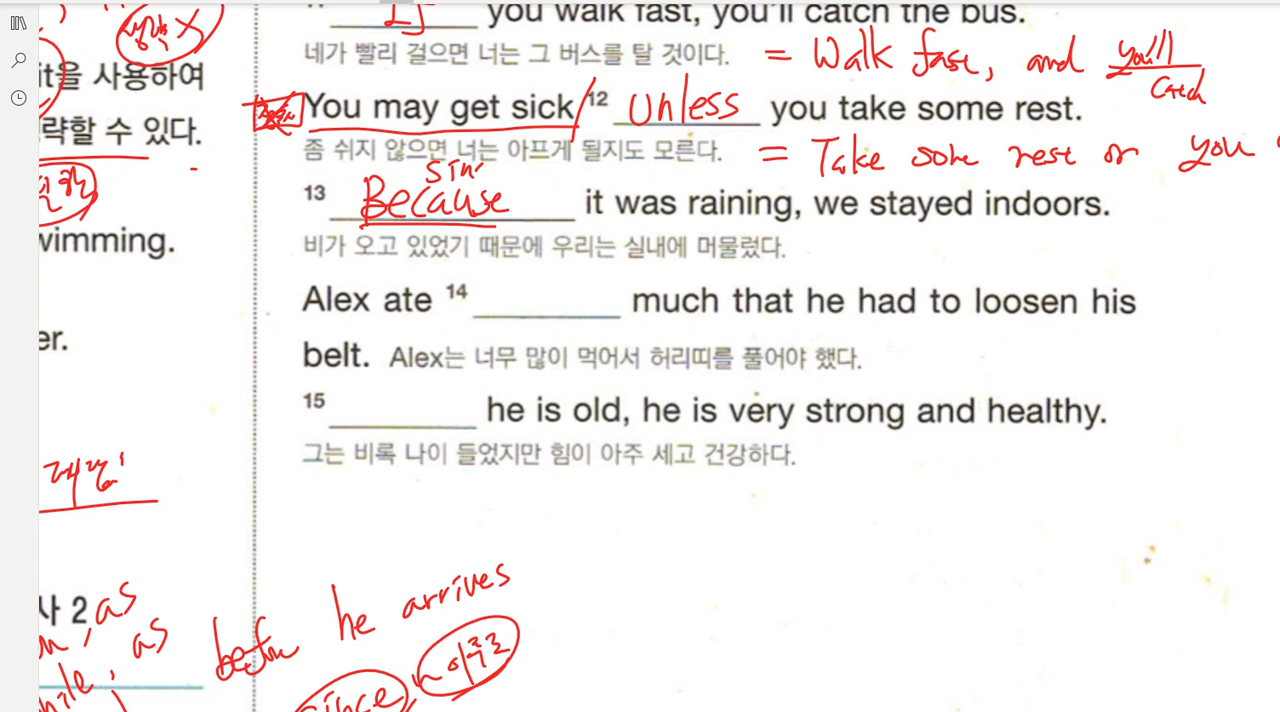 생략 X
If you walk fast, you'll catch the bus.
네가 빨리 걸으면 너는 그 버스를 탈 것이다. = Walk fast, and you'll catch
it을 사용하여
You may get sick / 12 unless you take some rest.
략할 수 있다.
좀 쉬지 않으면 너는 아프게 될지도 모른다. = Take some rest or you
13 Because it was raining, we stayed indoors.
wimming.
비가 오고 있었기 때문에 우리는 실내에 머물렀다.
Alex ate 14 much that he had to loosen his
er.
belt. Alex는 너무 많이 먹어서 허리띠를 풀어야 했다.
15 he is old, he is very strong and healthy.
그는 비록 나이 들었지만 힘이 아주 세고 건강하다.
사 2 as
as before he arrives
since ~이후로